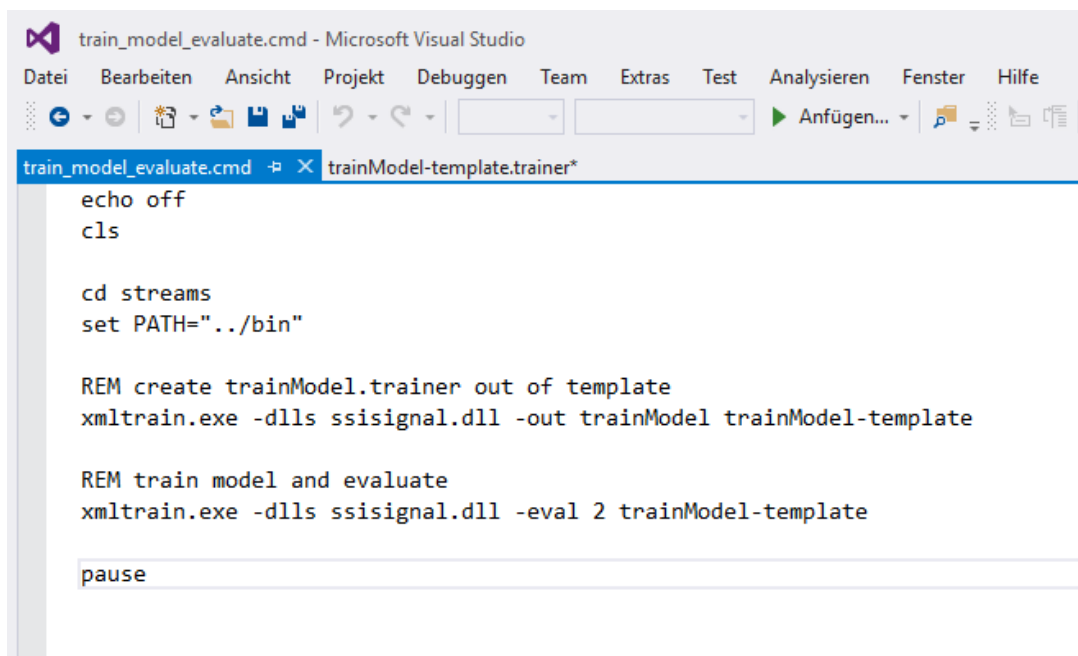 train_model_evaluate.cmd - Microsoft Visual Studio
Datei Bearbeiten Ansicht Projekt Debuggen Team Extras Test Analysieren Fenster Hilfe
Anfügen...
train_model_evaluate.cmd trainModel-template.trainer*
echo off
cls
cd streams
set PATH="../bin"
REM create trainModel.trainer out of template
xmltrain.exe -dlls ssisignal.dll -out trainModel trainModel-template
REM train model and evaluate
xmltrain.exe -dlls ssisignal.dll -eval 2 trainModel-template
pause